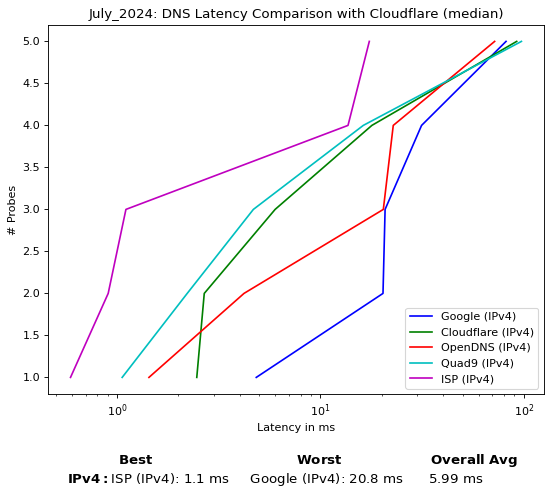 July_2024: DNS Latency Comparison with Cloudflare (median)
5.0
4.5
4.0
3.5
3.0
2.5
2.0
1.5
1.0
# Probes
Google (IPv4)
Cloudflare (IPv4)
OpenDNS (IPv4)
Quad9 (IPv4)
ISP (IPv4)
10⁰ 10¹ 10²
Latency in ms
Best Worst Overall Avg
IPv4: ISP (IPv4): 1.1 ms Google (IPv4): 20.8 ms 5.99 ms